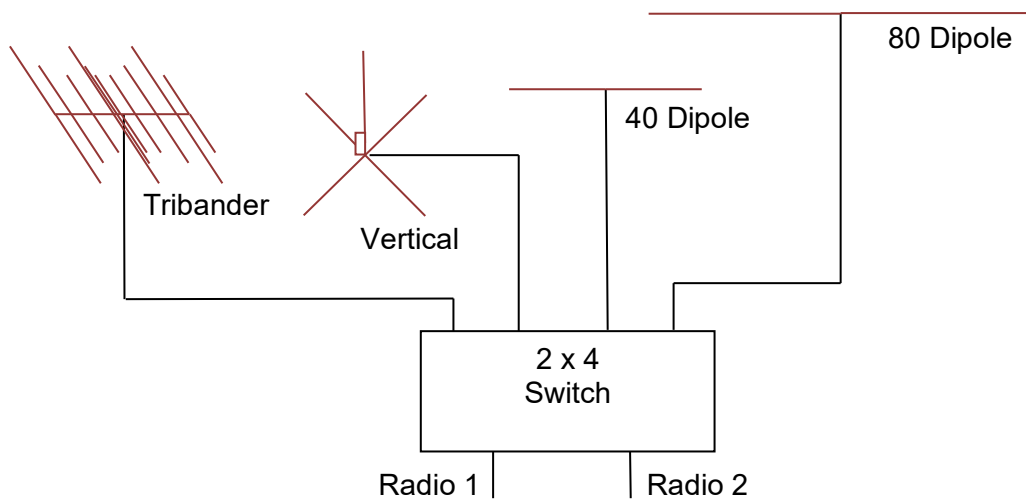 80 Dipole
40 Dipole
Tribander
Vertical
2 x 4
Switch
Radio 1
Radio 2